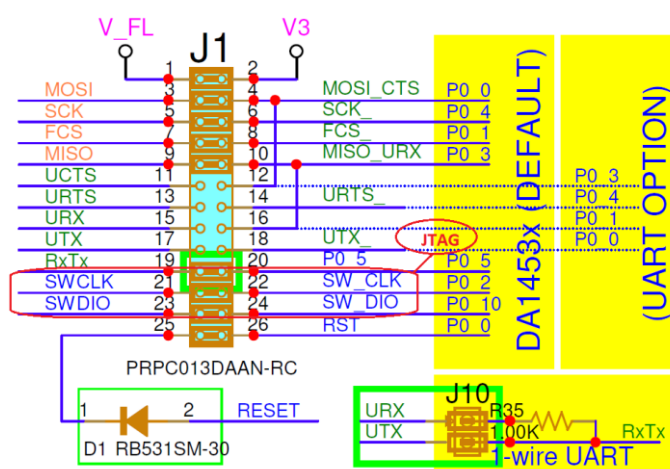 V_FL J1 V3
1 2
MOSI 3 4 MOSI_CTS P0_0
SCK 5 6 SCK_ P0_4
FCS 7 8 FCS_ P0_1
MISO 9 10 MISO_URX P0_3
UCTS 11 12 P0_3
URTS 13 14 URTS_ P0_4
URX 15 16 P0_1
UTX 17 18 UTX_ JTAG P0_0
RxTx 19 20 P0_5 P0_5
SWCLK 21 22 SW_CLK P0_2
SWDIO 23 24 SW_DIO P0_10
25 26 RST P0_0
DA1453x (DEFAULT)
(UART OPTION)
PRPC013DAAN-RC
1 2 RESET
D1 RB531SM-30
J10
URX R35
UTX 1.00K RxTx
1-wire UART